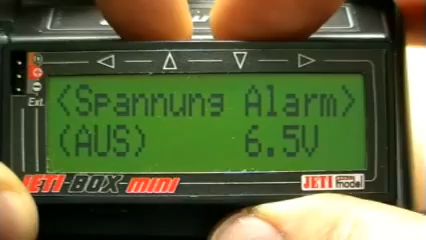 Ext.
<Spannung Alarm>
(AUS) 6.5V
JETI-BOX MINI
JETI model